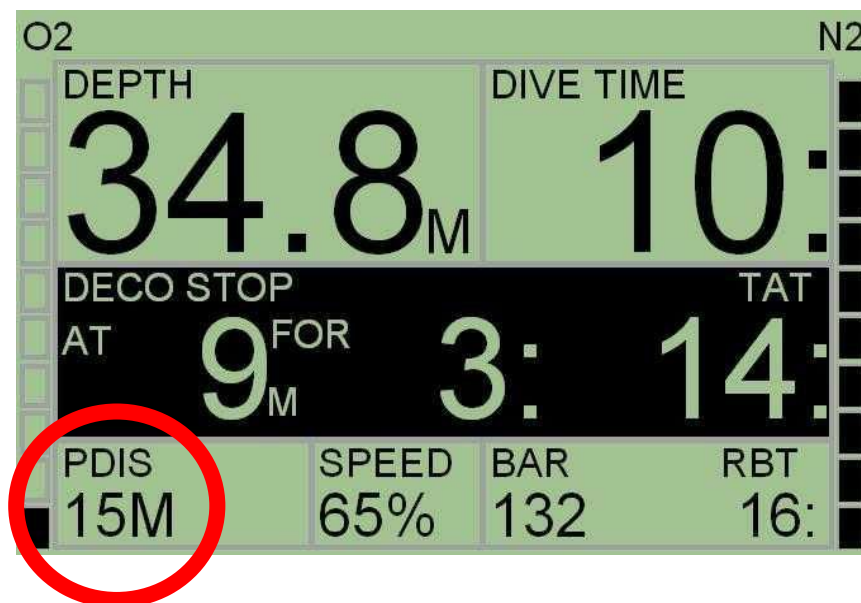 O2 N2
DEPTH DIVE TIME
34.8M 10:
DECO STOP TAT
AT 9M FOR 3: 14:
PDIS SPEED BAR RBT
15M 65% 132 16: